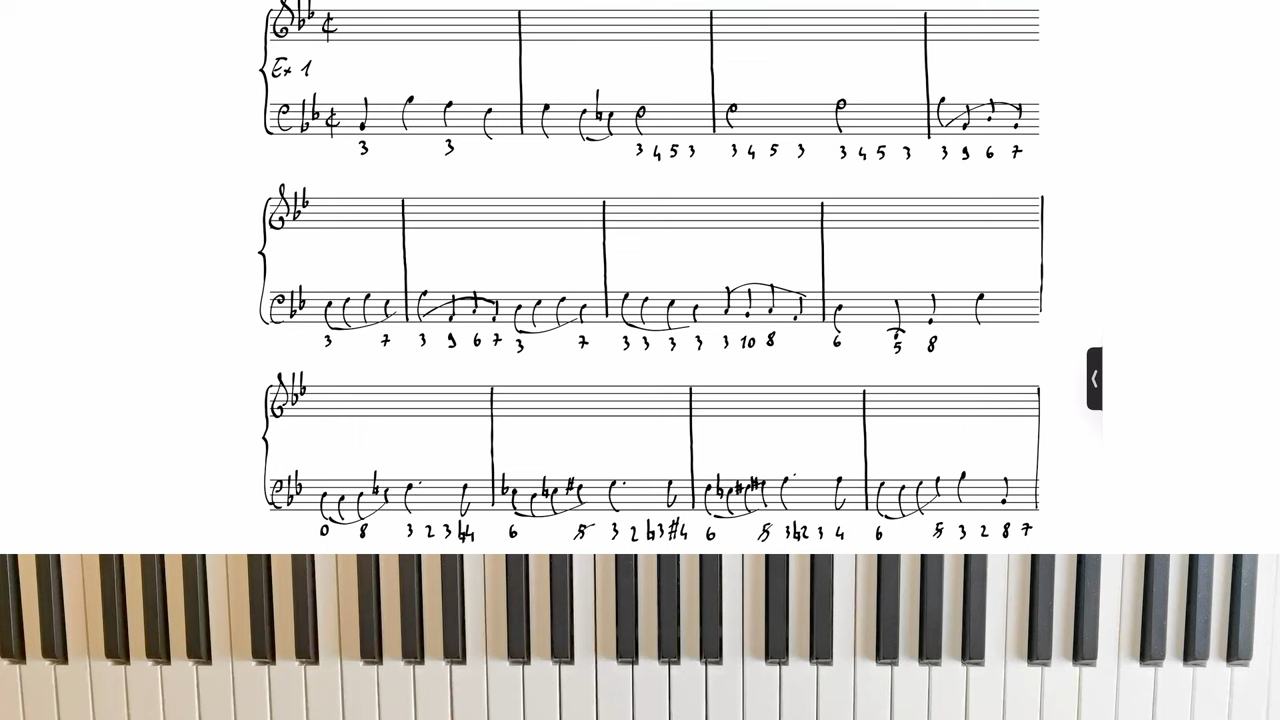 Ex 1
3 3 3 4 5 3 3 4 5 3 3 4 5 3 3 9 6 7
3 7 3 9 6 7 3 7 3 3 3 3 3 10 8 6 5 8
0 8 3 2 3 ♮4 6 5 3 2 ♭3 #4 6 5 3 ♮2 3 4 6 5 3 2 8 7